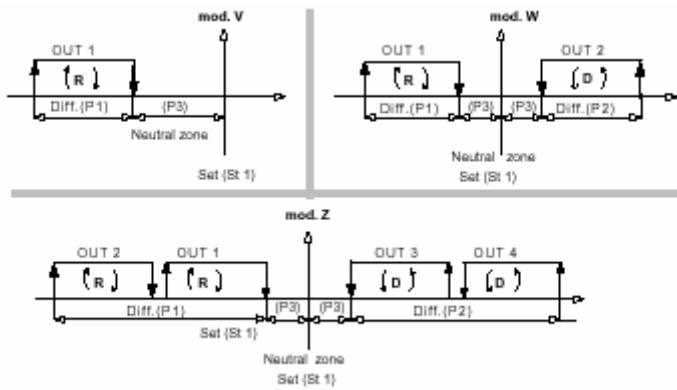 mod. V
OUT 1
R
Diff.(P1) (P3)
Neutral zone
Set (St 1)
mod. W
OUT 1 OUT 2
R D
Diff.(P1) (P3) (P3) Diff.(P2)
Neutral zone
Set (St 1)
mod. Z
OUT 2 OUT 1 OUT 3 OUT 4
R R D D
Diff.(P1) (P3) (P3) Diff.(P2)
Set (St 1)
Neutral zone
Set (St 1)